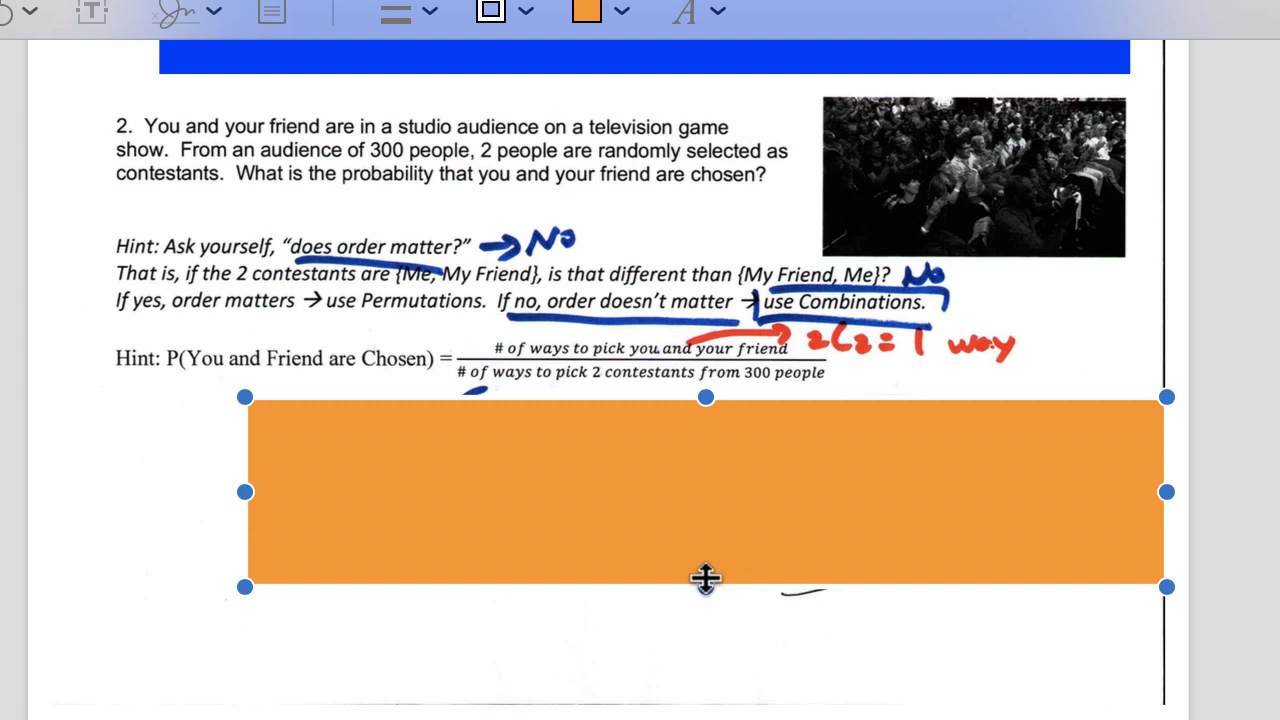 2. You and your friend are in a studio audience on a television game
show. From an audience of 300 people, 2 people are randomly selected as
contestants. What is the probability that you and your friend are chosen?
Hint: Ask yourself, “does order matter?” → No
That is, if the 2 contestants are {Me, My Friend}, is that different than {My Friend, Me}? No
If yes, order matters → use Permutations. If no, order doesn’t matter → use Combinations.
2C2 = 1 way
Hint: P(You and Friend are Chosen) = # of ways to pick you and your friend
# of ways to pick 2 contestants from 300 people